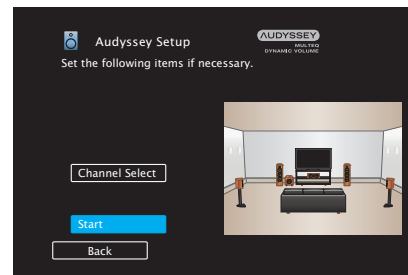 Audyssey Setup
AUDYSSEY
MULTEQ
DYNAMIC VOLUME
Set the following items if necessary.
Channel Select
Start
Back